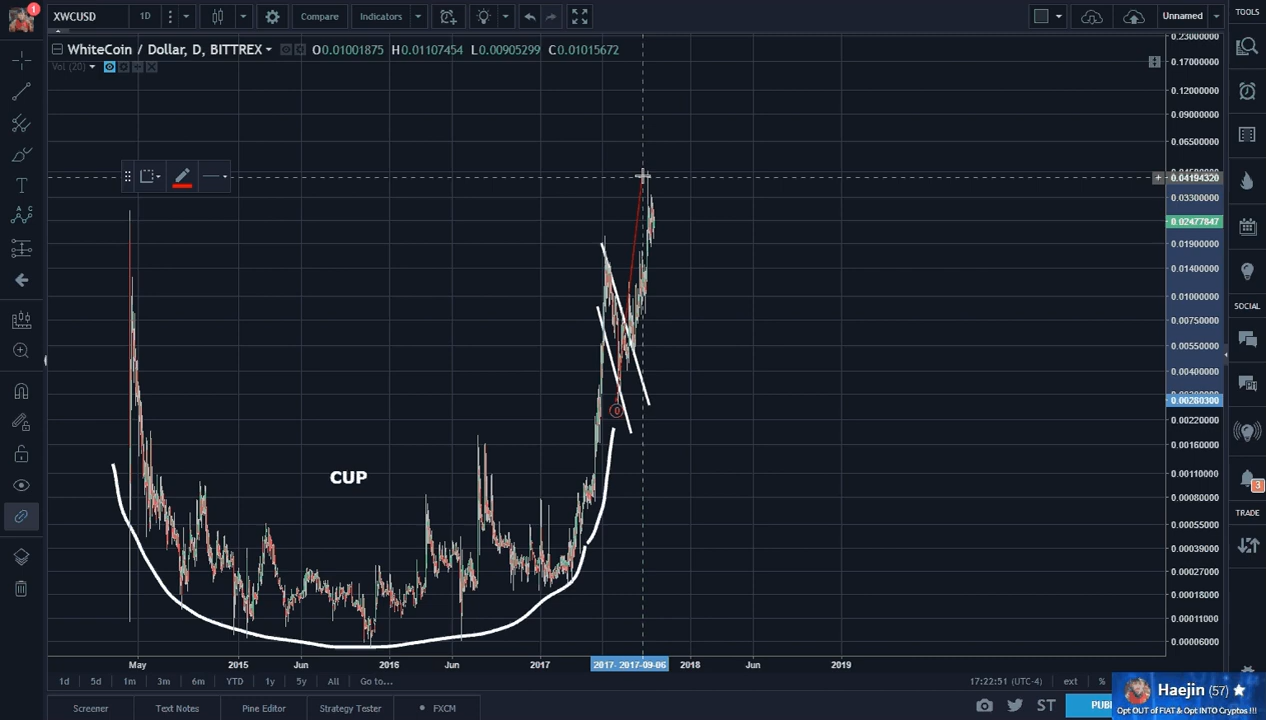 1
XWCUSD
1D
Compare
Indicators
Unnamed
TOOLS
WhiteCoin / Dollar, D, BITTREX O0.01001875 H0.01107454 L0.00905299 C0.01015672
Vol (20)
0.23000000
0.17000000
0.12000000
0.09000000
0.06500000
0.04194320
0.03300000
0.02477847
0.01900000
0.01400000
0.01000000
0.00750000
0.00550000
0.00400000
0.00280300
0.00220000
0.00160000
0.00110000
0.00080000
0.00055000
0.00039000
0.00027000
0.00018000
0.00011000
0.00006000
SOCIAL
3
TRADE
0
CUP
May
2015
Jun
2016
Jun
2017
2017- 2017-09-06
2018
Jun
2019
1d 5d 1m 3m 6m YTD 1y 5y All Go to...
17:22:51 (UTC-4) ext %
Screener
Text Notes
Pine Editor
Strategy Tester
FXCM
ST
PUB
Haejin (57)
Opt OUT of FIAT & Opt INTO Cryptos !!!